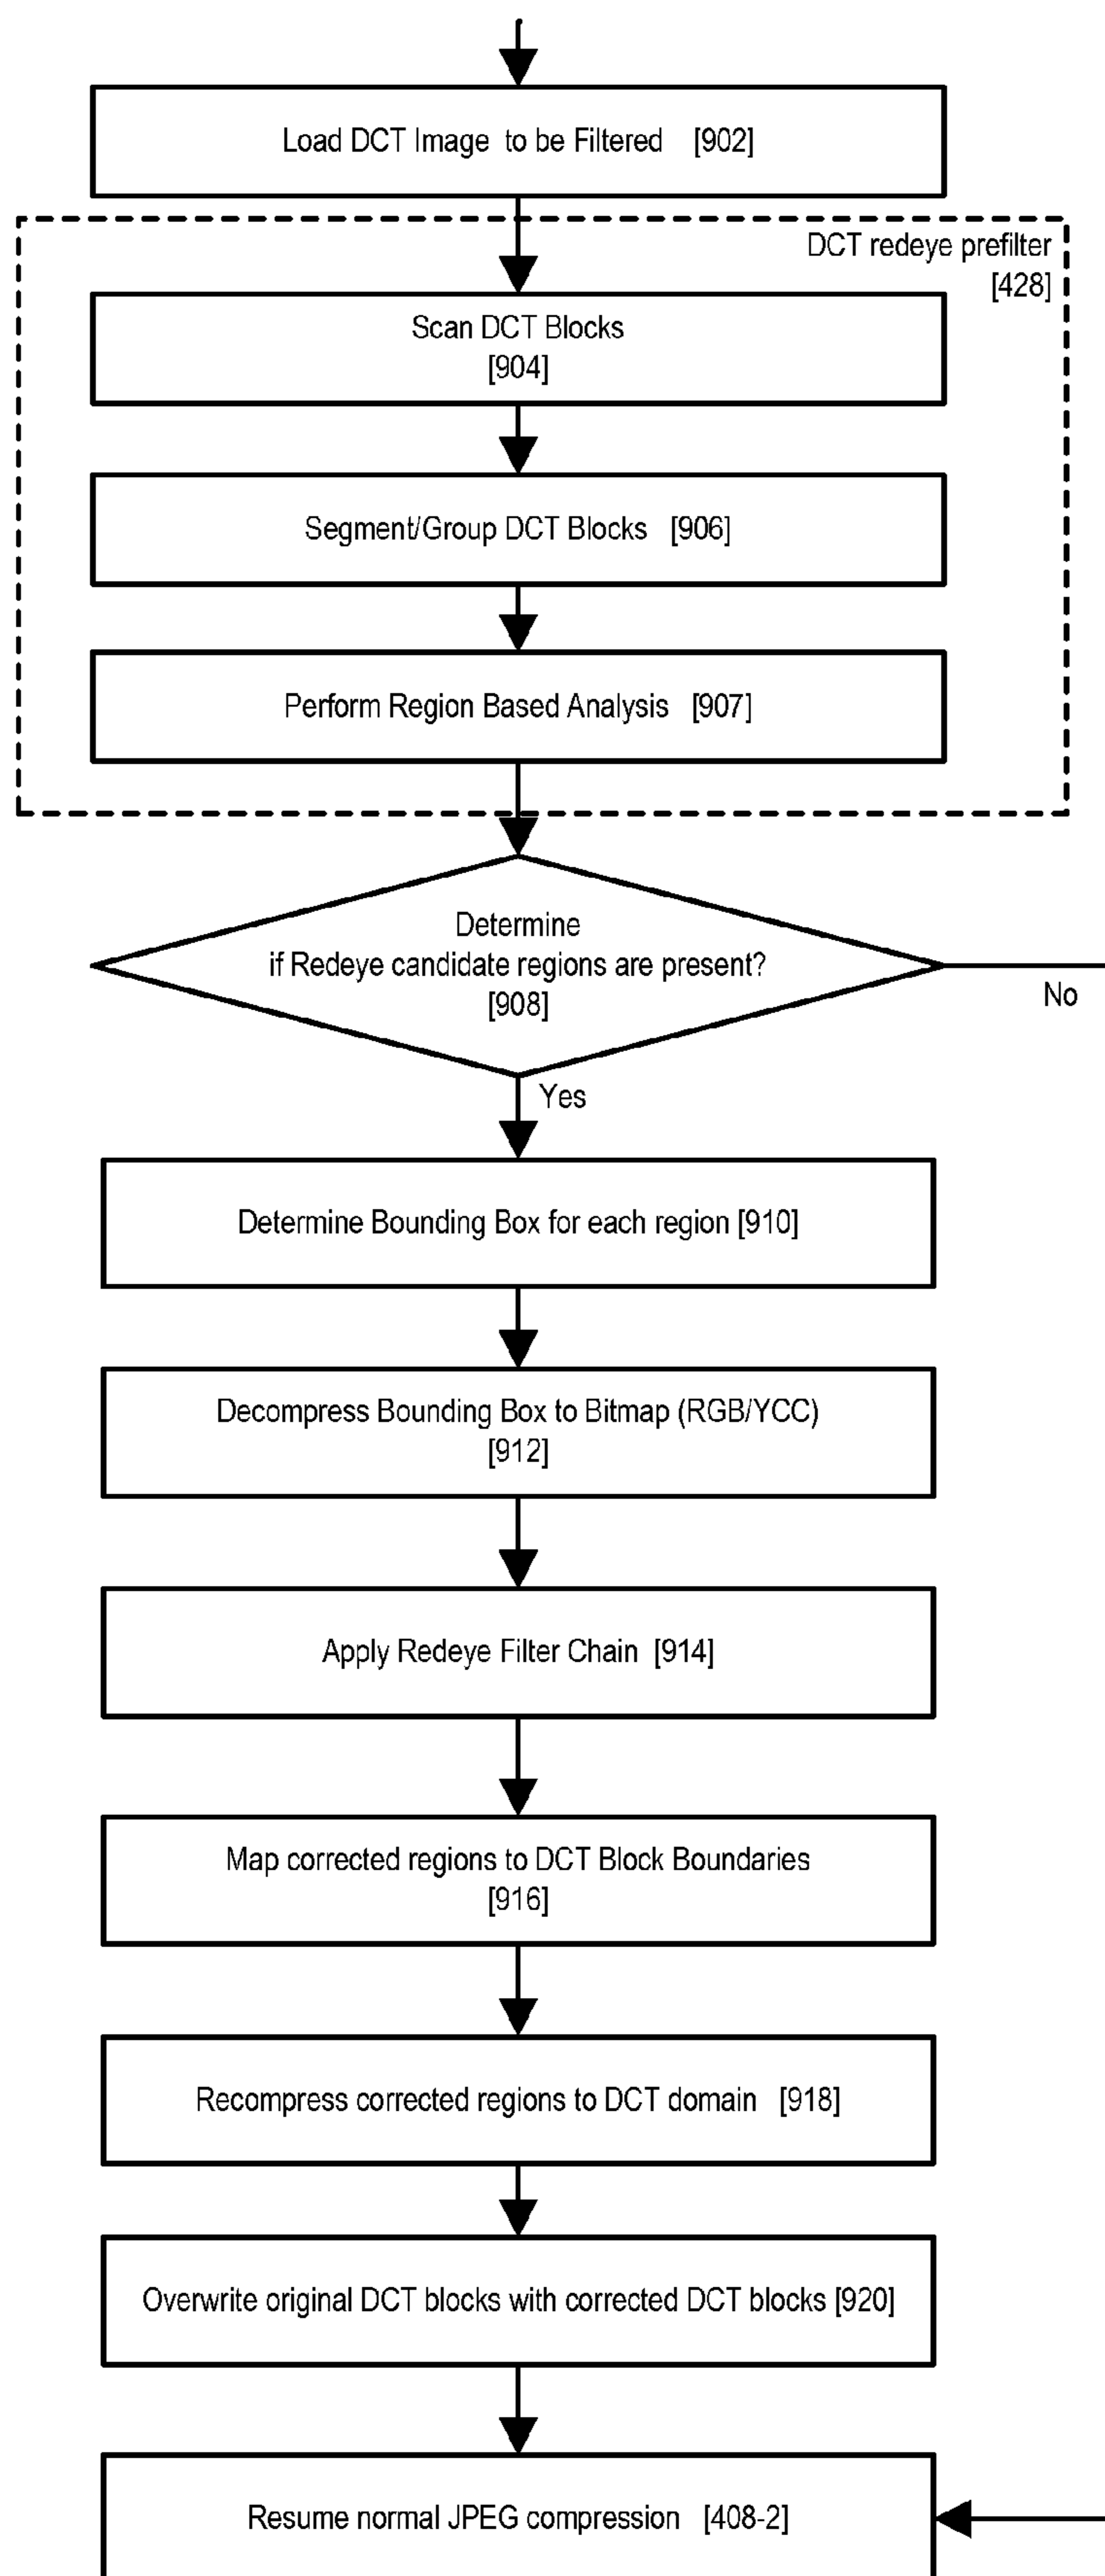 Load DCT Image to be Filtered [902]
DCT redeye prefilter
[428]
Scan DCT Blocks
[904]
Segment/Group DCT Blocks [906]
Perform Region Based Analysis [907]
Determine
if Redeye candidate regions are present?
[908]
No
Yes
Determine Bounding Box for each region [910]
Decompress Bounding Box to Bitmap (RGB/YCC)
[912]
Apply Redeye Filter Chain [914]
Map corrected regions to DCT Block Boundaries
[916]
Recompress corrected regions to DCT domain [918]
Overwrite original DCT blocks with corrected DCT blocks [920]
Resume normal JPEG compression [408-2]